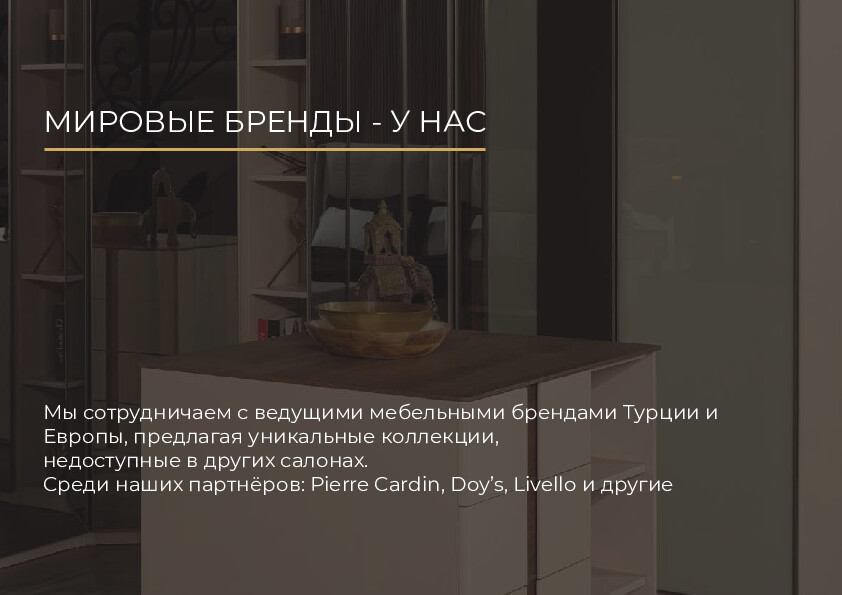 МИРОВЫЕ БРЕНДЫ - У НАС
Мы сотрудничаем с ведущими мебельными брендами Турции и
Европы, предлагая уникальные коллекции,
недоступные в других салонах.
Среди наших партнёров: Pierre Cardin, Doy’s, Livello и другие